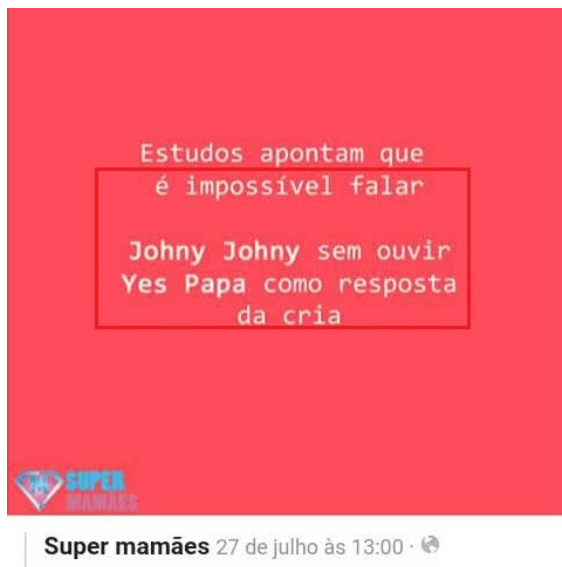 Estudos apontam que
é impossível falar
Johny Johny sem ouvir
Yes Papa como resposta
da cria
SUPER
MAMÃES
Super mamães 27 de julho às 13:00 ·